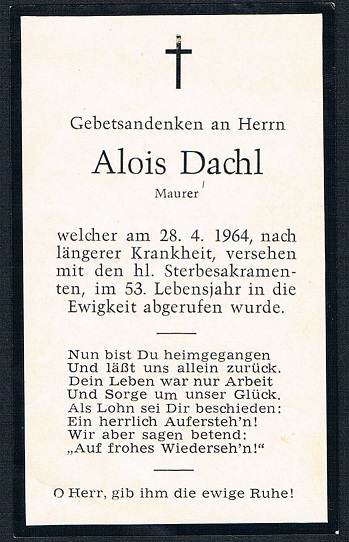 Gebetsandenken an Herrn
Alois Dachl
Maurer
welcher am 28. 4. 1964, nach
längerer Krankheit, versehen
mit den hl. Sterbesakramen-
ten, im 53. Lebensjahr in die
Ewigkeit abgerufen wurde.
Nun bist Du heimgegangen
Und läßt uns allein zurück.
Dein Leben war nur Arbeit
Und Sorge um unser Glück.
Als Lohn sei Dir beschieden:
Ein herrlich Aufersteh'n!
Wir aber sagen betend:
„Auf frohes Wiederseh'n!“
O Herr, gib ihm die ewige Ruhe!